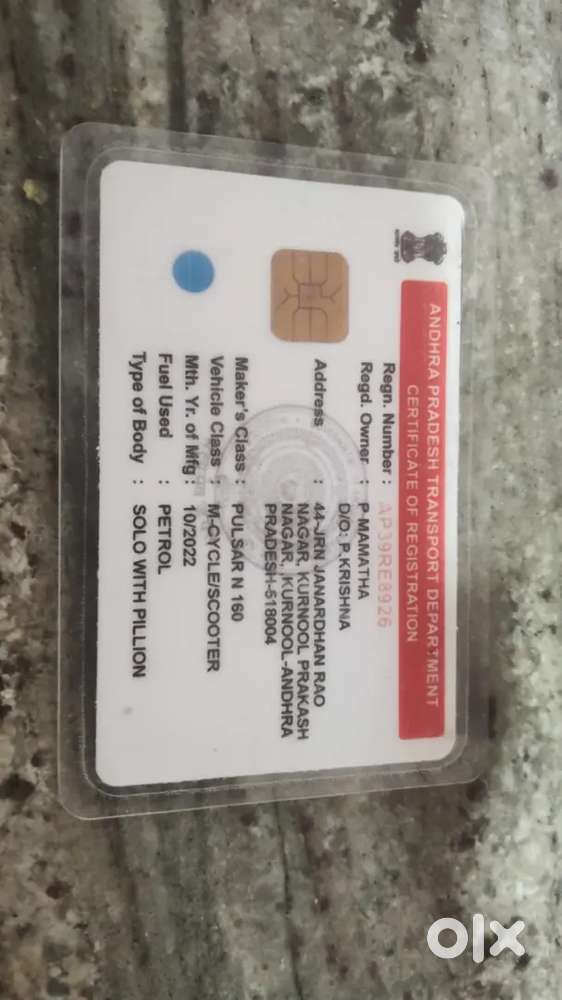 ANDHRA PRADESH TRANSPORT DEPARTMENT
CERTIFICATE OF REGISTRATION
Regn. Number : AP39RE8926
Regd. Owner : P MAMATHA
D/O: P.KRISHNA
Address : 44-JRN JANARDHAN RAO
NAGAR, KURNOOL PRAKASH
NAGAR,,KURNOOL-ANDHRA
PRADESH-518004
Maker's Class : PULSAR N 160
Vehicle Class : M-CYCLE/SCOOTER
Mth. Yr. of Mfg : 10/2022
Fuel Used : PETROL
Type of Body : SOLO WITH PILLION
olx